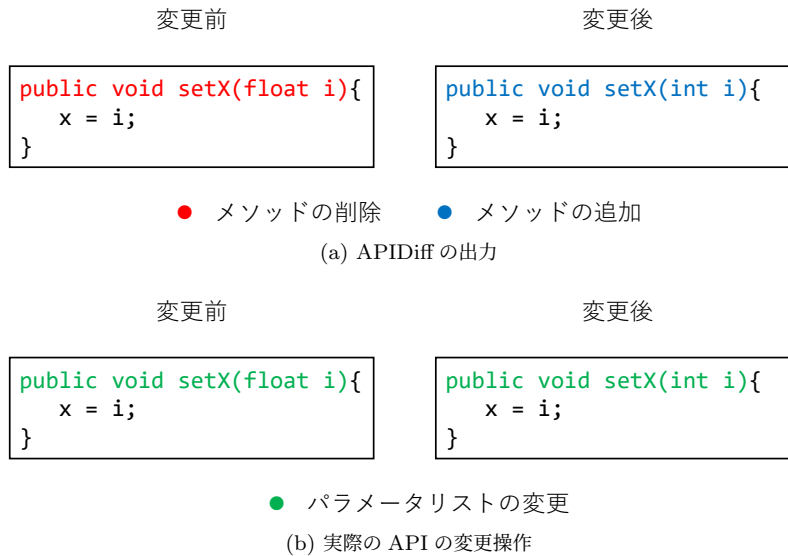 変更前 変更後
public void setX(float i){ public void setX(int i){
x = i; x = i;
} }
● メソッドの削除 ● メソッドの追加
(a) APIDiff の出力
変更前 変更後
public void setX(float i){ public void setX(int i){
x = i; x = i;
} }
● パラメータリストの変更
(b) 実際の API の変更操作